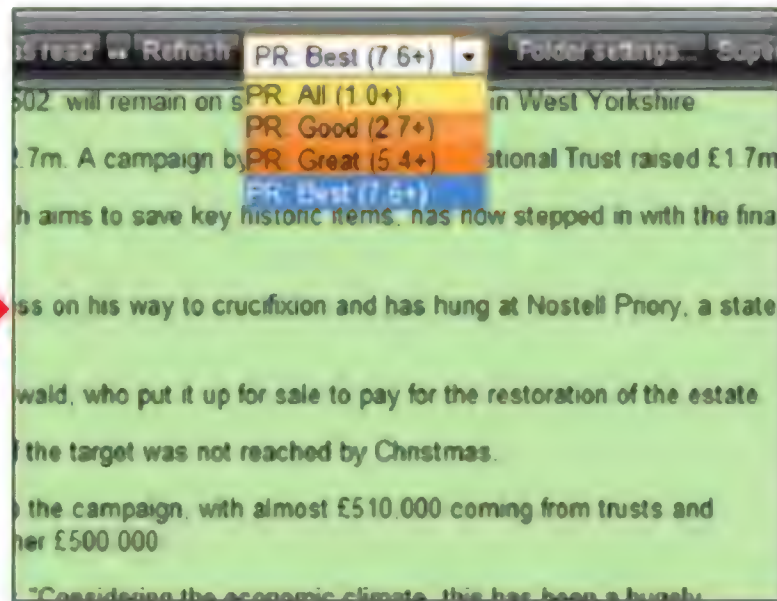 as read Refresh PR: Best (7.6+) Folder settings...
602 will remain on s PR: All (1.0+) in West Yorkshire
PR: Good (2.7+)
.7m. A campaign by PR: Great (5.4+) ational Trust raised £1.7m
PR: Best (7.6+)
h aims to save key historic items, has now stepped in with the fina
ss on his way to crucifixion and has hung at Nostell Priory, a state
wald, who put it up for sale to pay for the restoration of the estate
the target was not reached by Christmas.
the campaign, with almost £510,000 coming from trusts and
her £500,000
"Considering the economic climate, this has been a hugely